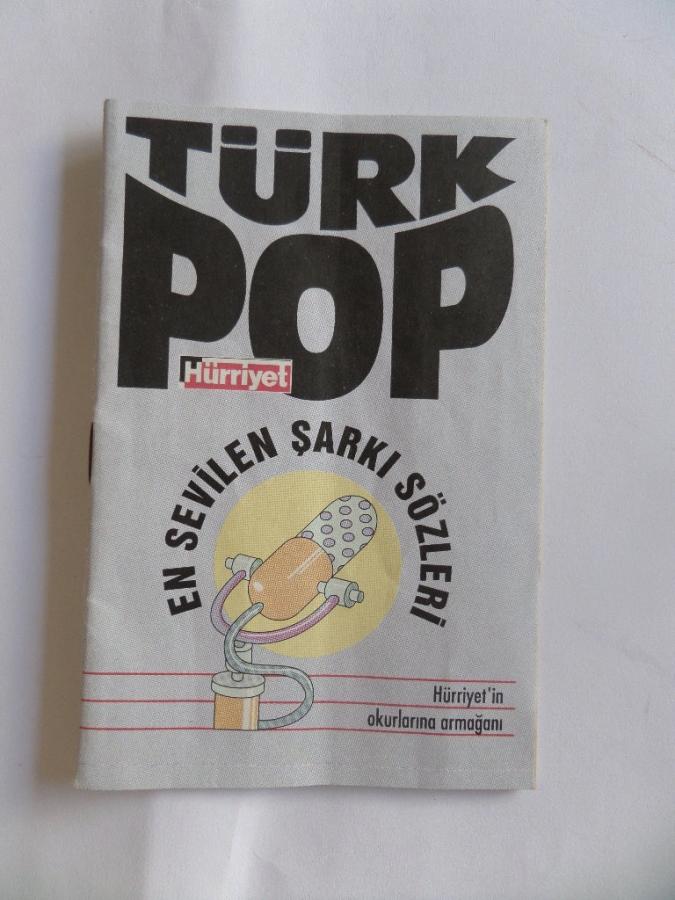 TÜRK
POP
Hürriyet
EN SEVİLEN ŞARKI SÖZLERİ
Hürriyet'in
okurlarına armağanı